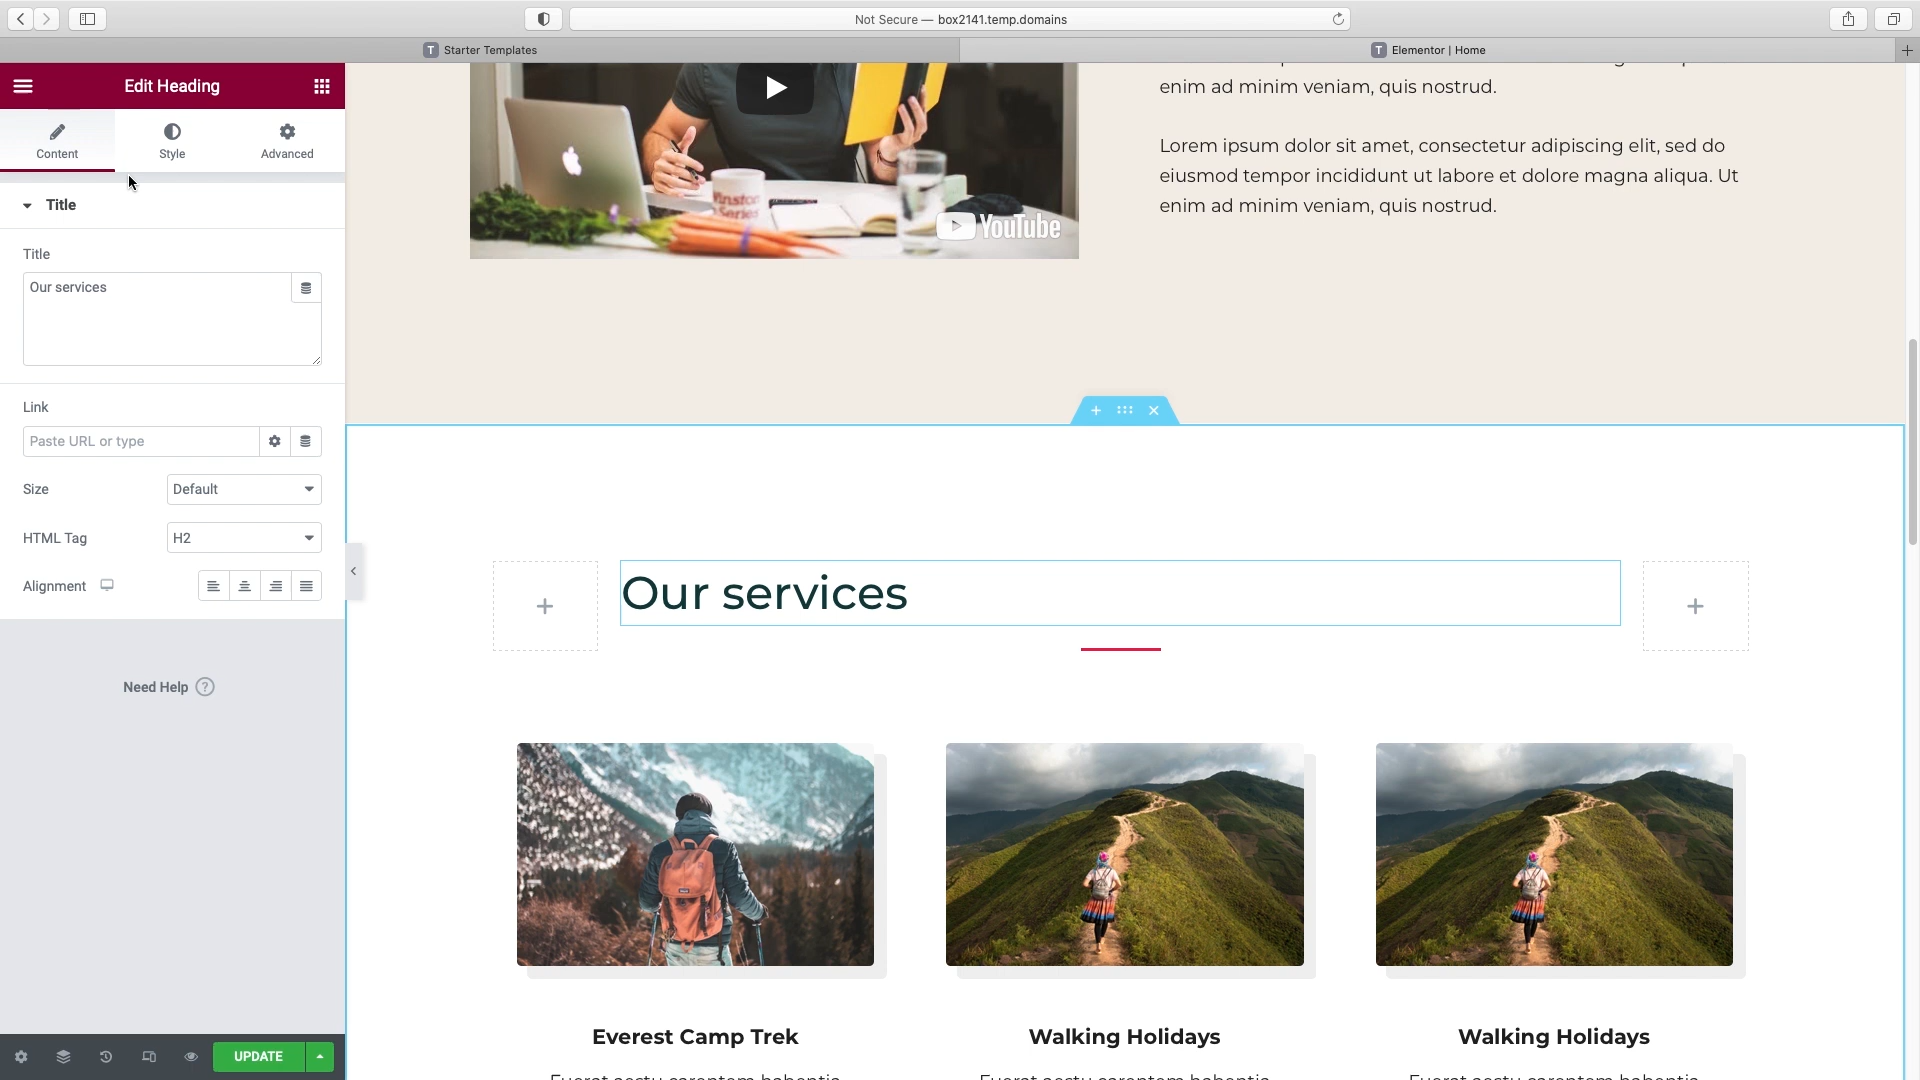 Not Secure — box2141.temp.domains
T Starter Templates
T Elementor | Home
Edit Heading
Content
Style
Advanced
Title
Title
Our services
Link
Paste URL or type
Size
Default
HTML Tag
H2
Alignment
Need Help ?
UPDATE
YouTube
enim ad minim veniam, quis nostrud.
Lorem ipsum dolor sit amet, consectetur adipiscing elit, sed do
eiusmod tempor incididunt ut labore et dolore magna aliqua. Ut
enim ad minim veniam, quis nostrud.
Our services
Everest Camp Trek
Walking Holidays
Walking Holidays